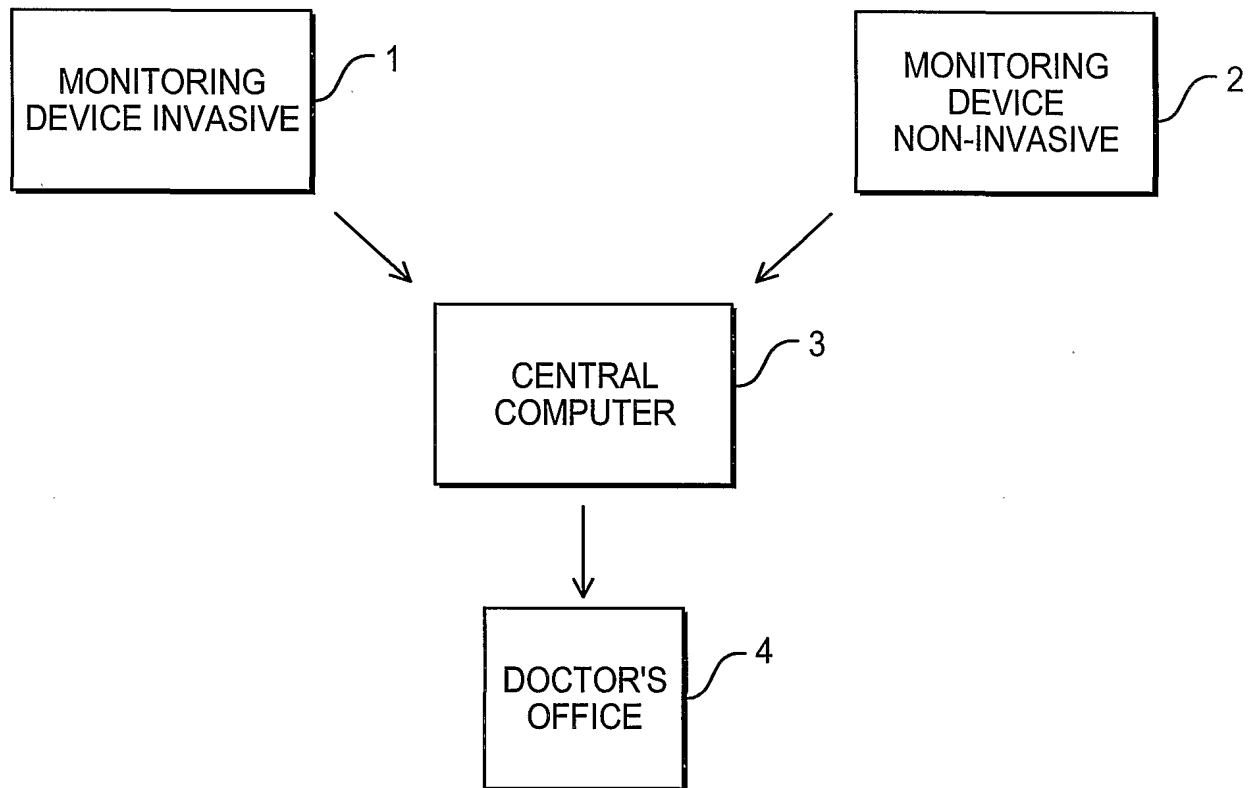 MONITORING
DEVICE INVASIVE
1
MONITORING
DEVICE
NON-INVASIVE
2
CENTRAL
COMPUTER
3
DOCTOR'S
OFFICE
4